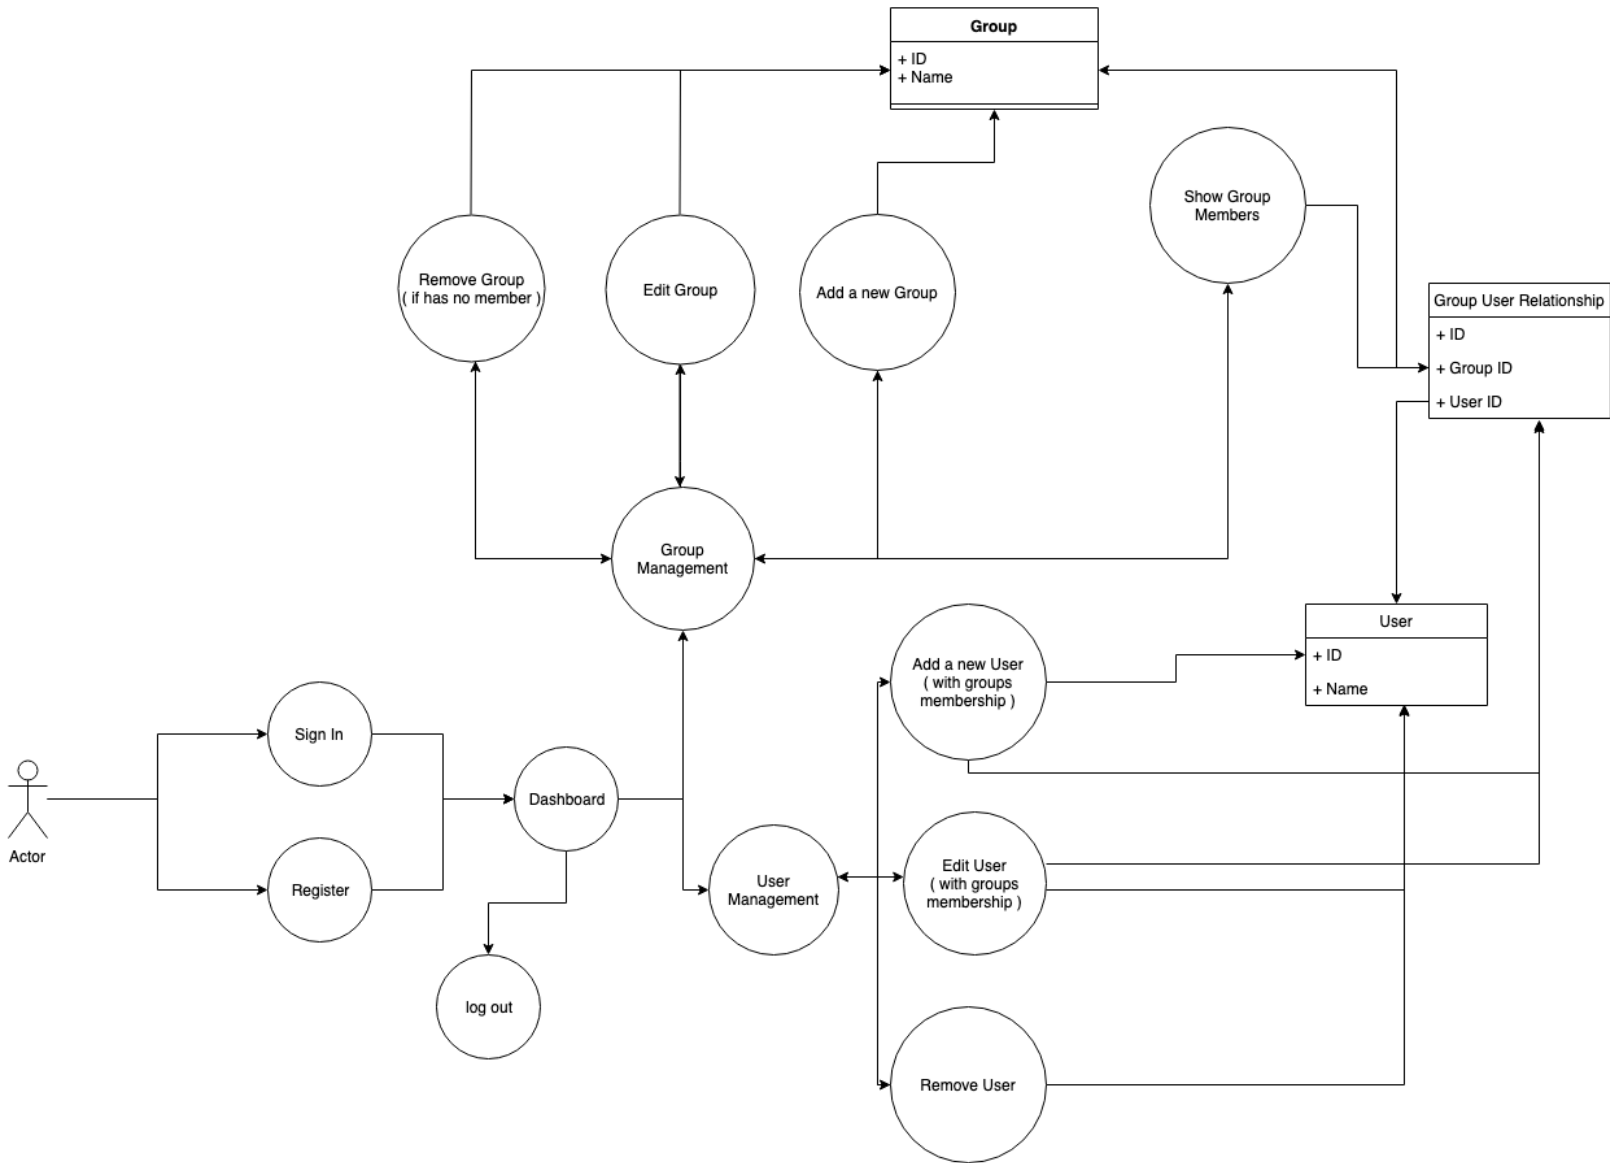 Group
+ ID
+ Name
Show Group
Members
Remove Group
( if has no member )
Edit Group
Add a new Group
Group User Relationship
+ ID
+ Group ID
+ User ID
Group
Management
User
+ ID
+ Name
Add a new User
( with groups
membership )
Sign In
Dashboard
Actor
Register
User
Management
Edit User
( with groups
membership )
log out
Remove User